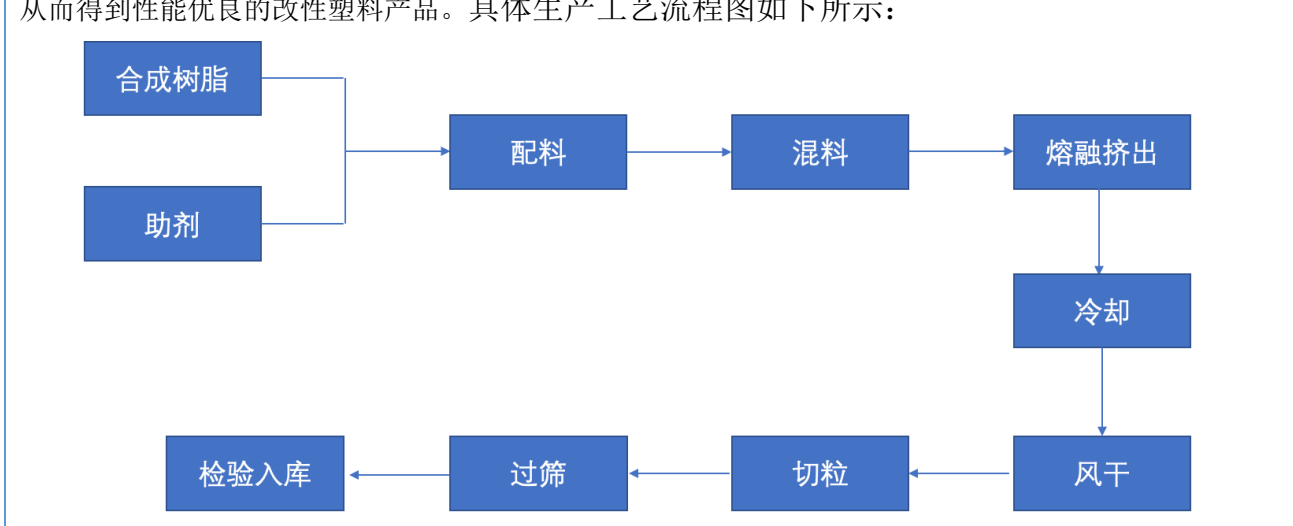 从而得到性能优良的改性塑料产品。具体生产工艺流程图如下所示：
合成树脂
助剂
配料
混料
熔融挤出
冷却
风干
切粒
过筛
检验入库